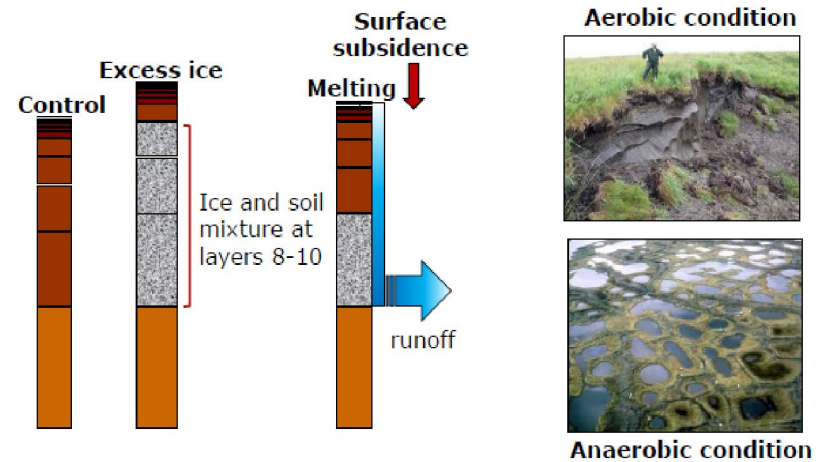 Control
Excess ice
Ice and soil
mixture at
layers 8-10
Melting
Surface
subsidence
runoff
Aerobic condition
Anaerobic condition